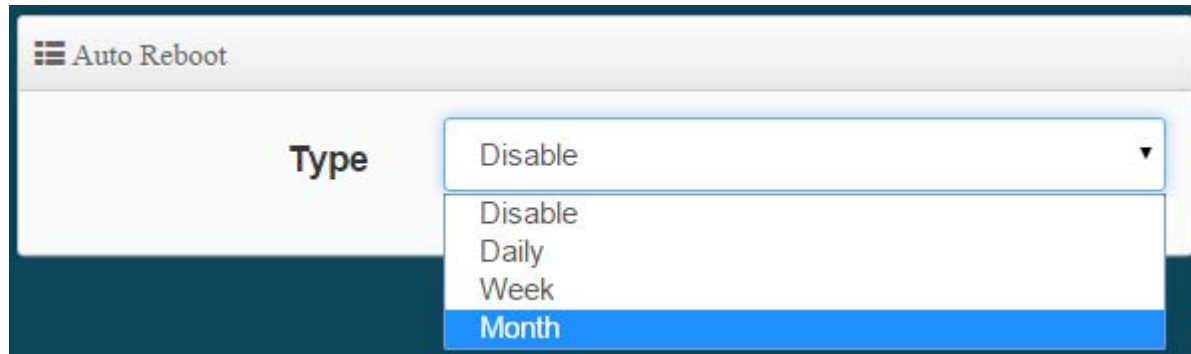 Auto Reboot
Type Disable
Disable
Daily
Week
Month